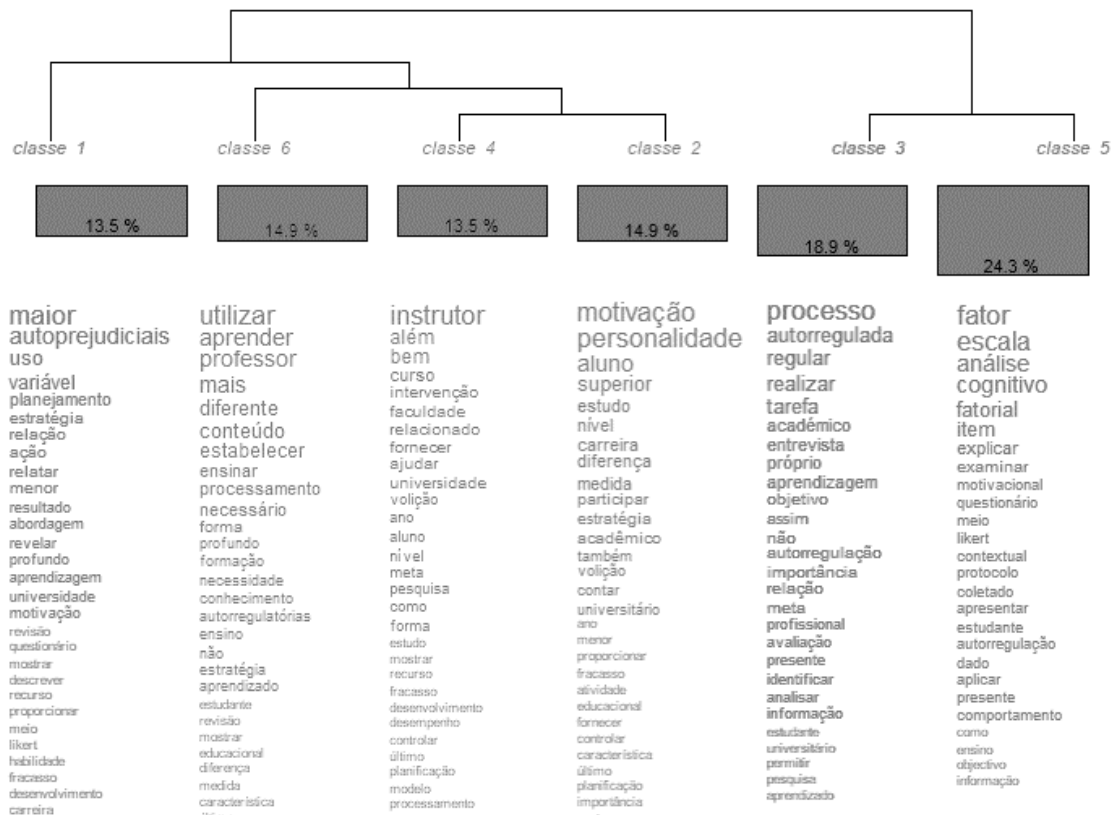 classe 1
classe 6
classe 4
classe 2
classe 3
classe 5
13.5 %
14.9 %
13.5 %
14.9 %
18.9 %
24.3 %
maior
autoprejudiciais
uso
variável
planejamento
estratégia
relação
ação
relatar
menor
resultado
abordagem
revelar
profundo
aprendizagem
universidade
motivação
revisão
questionário
mostrar
descrever
recurso
proporcionar
meio
likert
habilidade
fracasso
desenvolvimento
carreira
utilizar
aprender
professor
mais
diferente
conteúdo
estabelecer
ensinar
processamento
necessário
forma
profundo
formação
necessidade
conhecimento
autorregulatórias
ensino
não
estratégia
aprendizado
estudante
revisão
mostrar
educacional
diferença
medida
característica
instrutor
além
bem
curso
intervenção
faculdade
relacionado
fornecer
ajudar
universidade
volição
ano
aluno
nível
meta
pesquisa
como
forma
estudo
mostrar
recurso
fracasso
desenvolvimento
desempenho
controlar
último
planificação
modelo
processamento
motivação
personalidade
aluno
superior
estudo
nível
carreira
diferença
medida
participar
estratégia
acadêmico
também
volição
contar
universitário
ano
menor
proporcionar
fracasso
atividade
educacional
fornecer
controlar
característica
último
planificação
importância
processo
autorregulada
regular
realizar
tarefa
acadêmico
entrevista
próprio
aprendizagem
objetivo
assim
não
autorregulação
importância
relação
meta
profissional
avaliação
presente
identificar
analisar
informação
estudante
universitário
permitir
pesquisa
aprendizado
fator
escala
análise
cognitivo
fatorial
item
explicar
examinar
motivacional
questionário
meio
likert
contextual
protocolo
coletado
apresentar
estudante
autorregulação
dado
aplicar
presente
comportamento
como
ensino
objectivo
informação